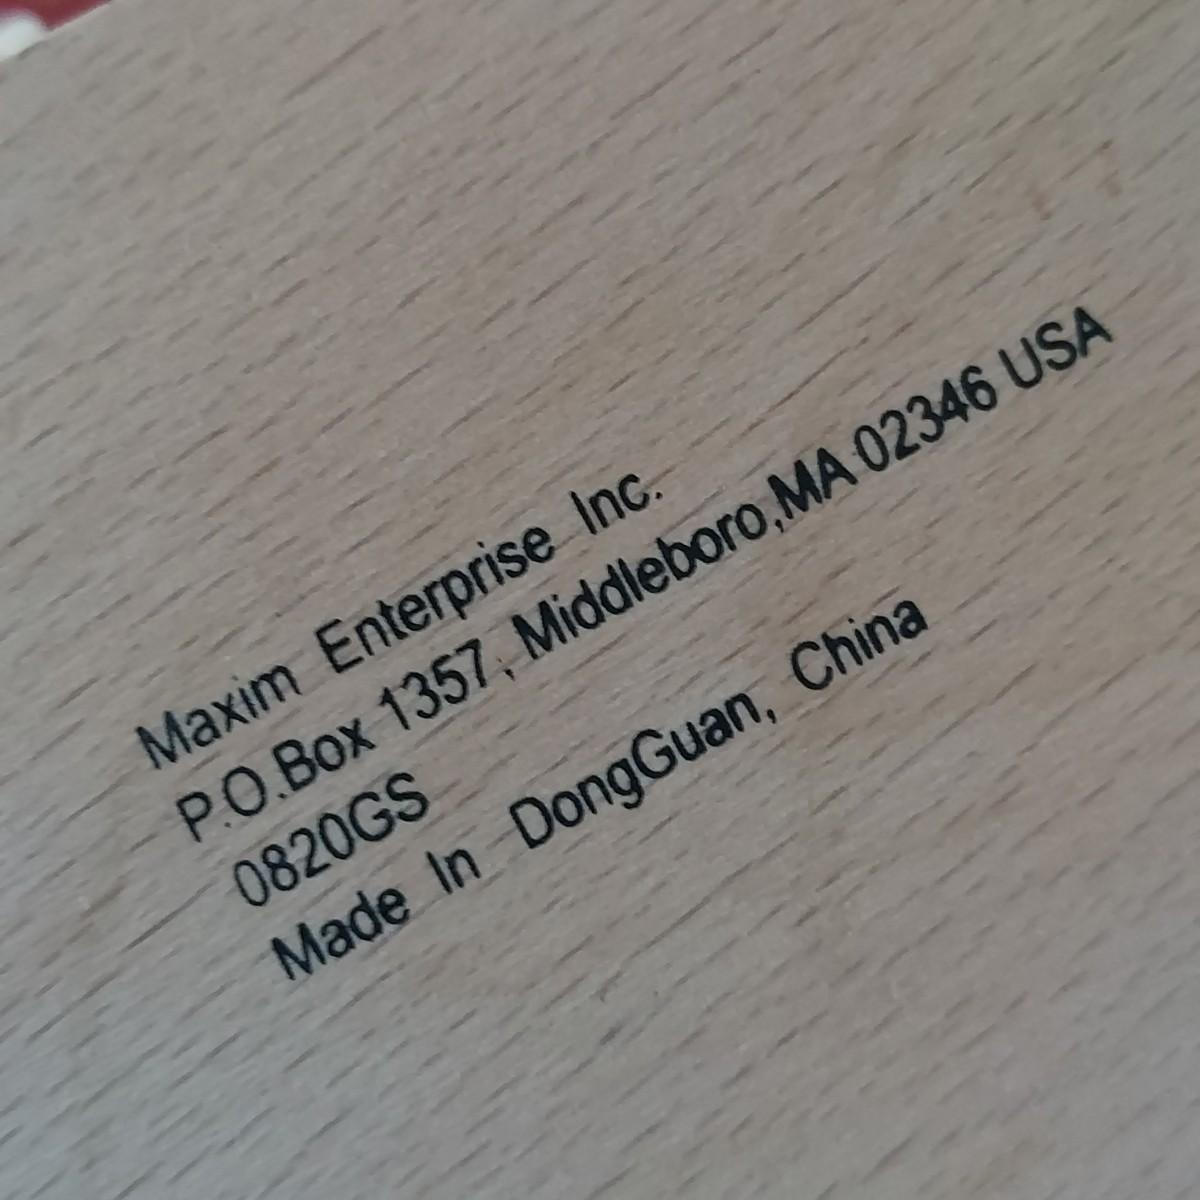 Maxim Enterprise Inc.
P.O.Box 1357, Middleboro,MA 02346 USA
0820GS
Made In DongGuan, China